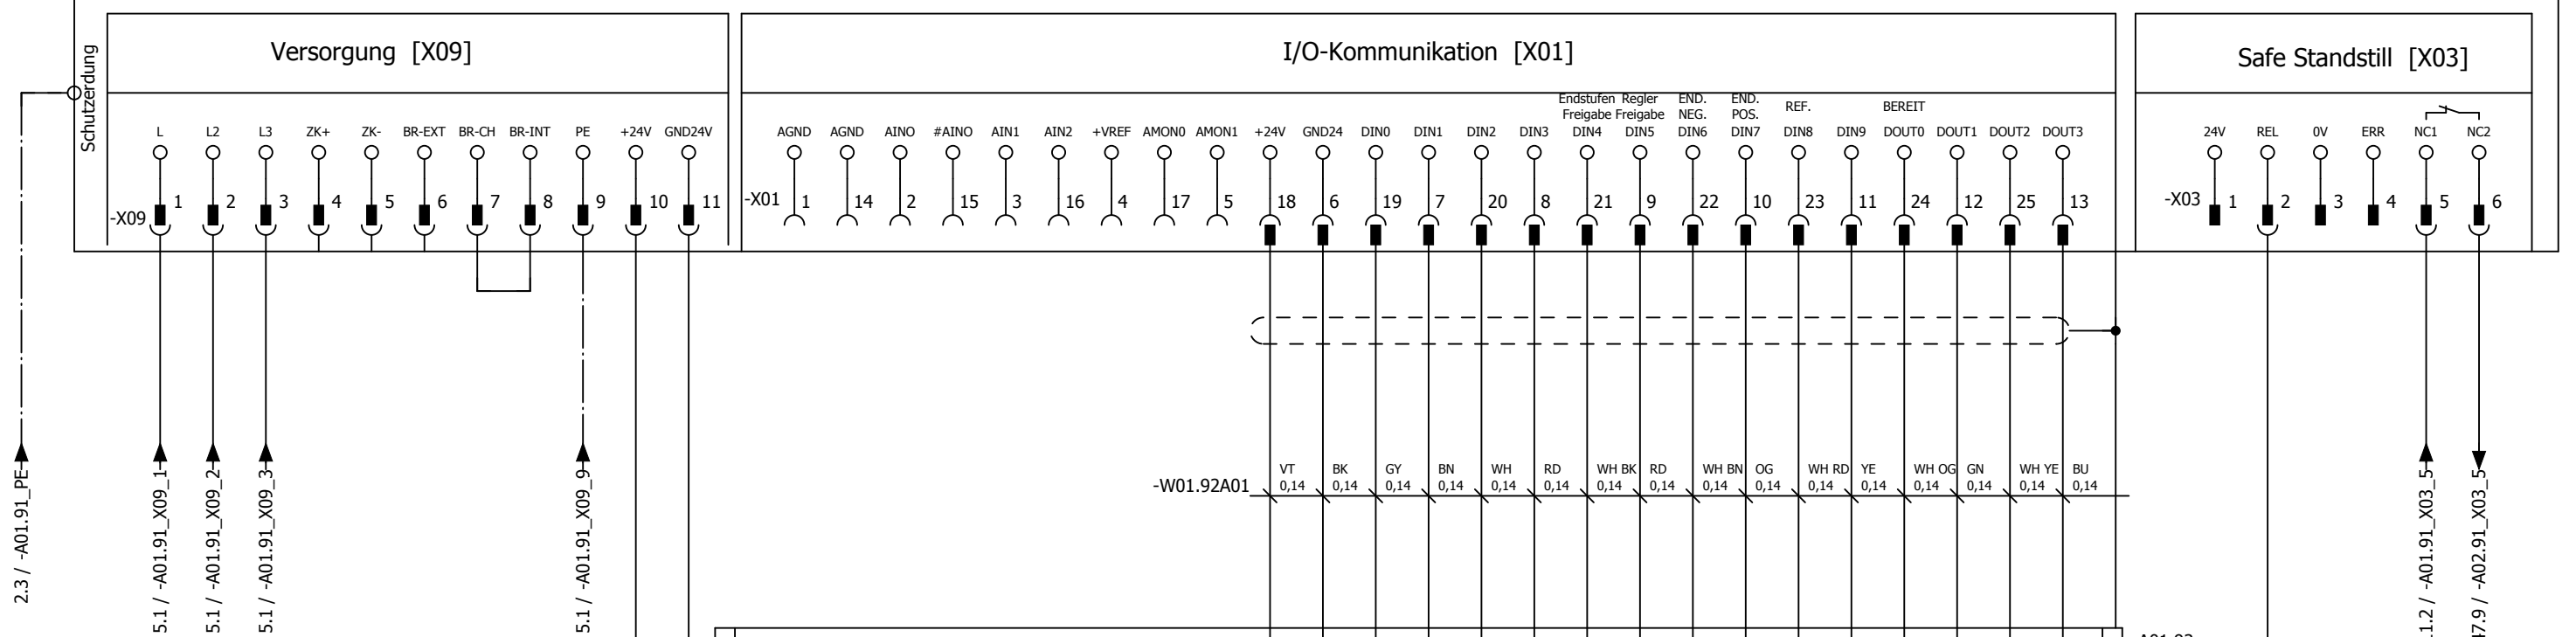 Schutzerdung
Versorgung [X09]
I/O-Kommunikation [X01]
Safe Standstill [X03]
L L2 L3 ZK+ ZK- BR-EXT BR-CH BR-INT PE +24V GND24V
-X09 1 2 3 4 5 6 7 8 9 10 11
Endstufen Regler END. END. REF. BEREIT
Freigabe Freigabe NEG. POS.
AGND AGND AINO #AINO AIN1 AIN2 +VREF AMON0 AMON1 +24V GND24 DIN0 DIN1 DIN2 DIN3 DIN4 DIN5 DIN6 DIN7 DIN8 DIN9 DOUT0 DOUT1 DOUT2 DOUT3
-X01 1 14 2 15 3 16 4 17 5 18 6 19 7 20 8 21 9 22 10 23 11 24 12 25 13
24V REL 0V ERR NC1 NC2
-X03 1 2 3 4 5 6
VT BK GY BN WH RD WH BK RD WH BN OG WH RD YE WH OG GN WH YE BU
-W01.92A01 0,14 0,14 0,14 0,14 0,14 0,14 0,14 0,14 0,14 0,14 0,14 0,14 0,14 0,14 0,14 0,14
2.3 / -A01.91_PE
5.1 / -A01.91_X09_1
5.1 / -A01.91_X09_2
5.1 / -A01.91_X09_3
5.1 / -A01.91_X09_9
1.2 / -A01.91_X03_5
47.9 / -A02.91_X03_5